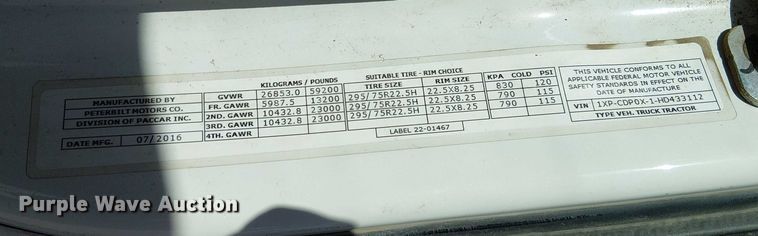 KILOGRAMS / POUNDS SUITABLE TIRE - RIM CHOICE
GVWR 26853.0 59200 TIRE SIZE RIM SIZE KPA COLD PSI
MANUFACTURED BY FR. GAWR 5987.5 13200 295/75R22.5H 22.5X8.25 830 120
PETERBILT MOTORS CO. 2ND. GAWR 10432.8 23000 295/75R22.5H 22.5X8.25 790 115
DIVISION OF PACCAR INC. 3RD. GAWR 10432.8 23000 295/75R22.5H 22.5X8.25 790 115
4TH. GAWR
DATE MFG. 07/2016 LABEL 22-01467
THIS VEHICLE CONFORMS TO ALL
APPLICABLE FEDERAL MOTOR VEHICLE
SAFETY STANDARDS IN EFFECT ON THE
DATE OF MANUFACTURE
VIN 1XP-CDP0X-1-HD433112
TYPE VEH. TRUCK TRACTOR
Purple Wave Auction